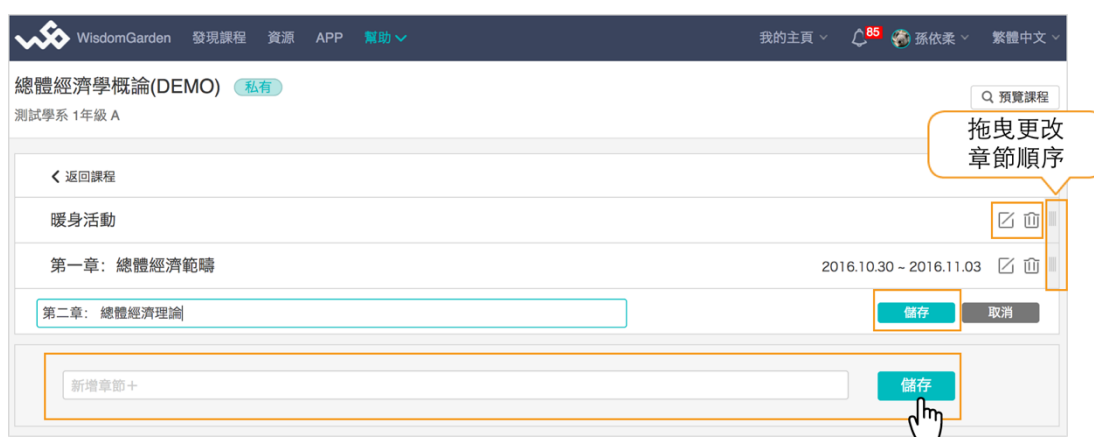 WisdomGarden 發現課程 資源 APP 幫助 我的主頁 85 孫依柔 繁體中文
總體經濟學概論(DEMO) 私有
測試學系 1年級 A
預覽課程
拖曳更改
章節順序
返回課程
暖身活動
第一章: 總體經濟範疇 2016.10.30 ~ 2016.11.03
第二章: 總體經濟理論 儲存 取消
新增章節+ 儲存